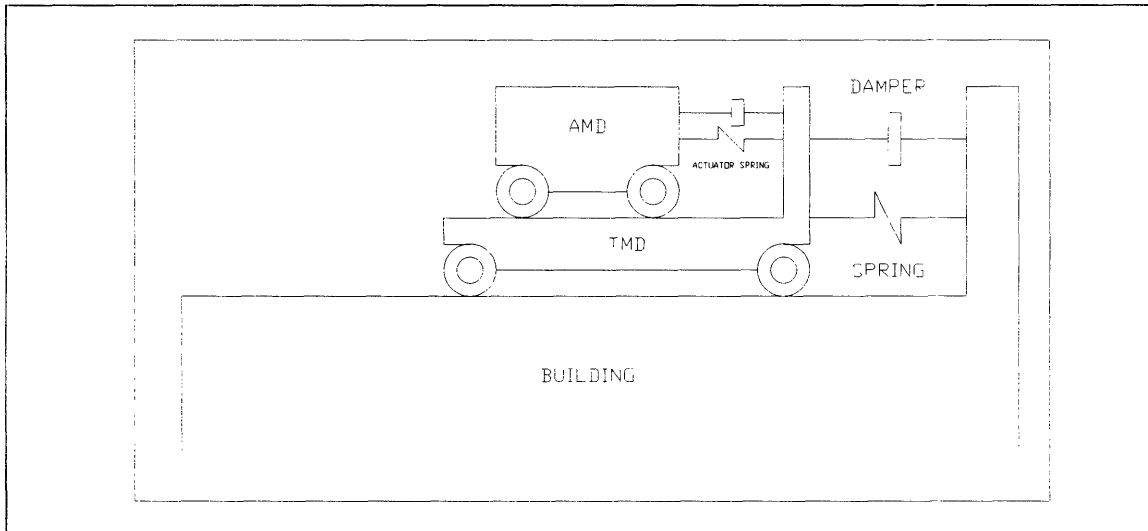 DAMPER
AMD
ACTUATOR SPRING
TMD
SPRING
BUILDING